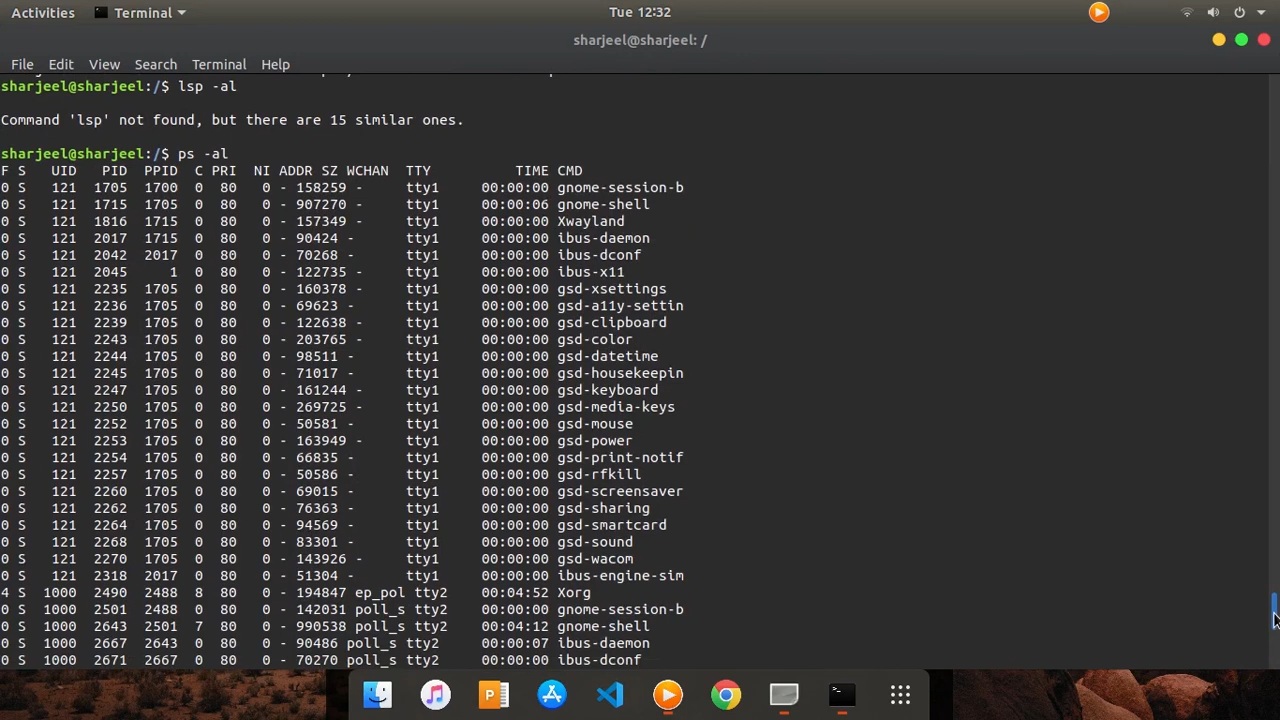 Activities Terminal Tue 12:32
sharjeel@sharjeel: /
File Edit View Search Terminal Help
sharjeel@sharjeel:/$ lsp -al
Command 'lsp' not found, but there are 15 similar ones.
sharjeel@sharjeel:/$ ps -al
F S   UID   PID  PPID  C PRI  NI ADDR SZ WCHAN  TTY          TIME CMD
0 S   121  1705  1700  0  80   0 - 158259 -     tty1     00:00:00 gnome-session-b
0 S   121  1715  1705  0  80   0 - 907270 -     tty1     00:00:06 gnome-shell
0 S   121  1816  1715  0  80   0 - 157349 -     tty1     00:00:00 Xwayland
0 S   121  2017  1715  0  80   0 - 90424 -      tty1     00:00:00 ibus-daemon
0 S   121  2042  2017  0  80   0 - 70268 -      tty1     00:00:00 ibus-dconf
0 S   121  2045     1  0  80   0 - 122735 -     tty1     00:00:00 ibus-x11
0 S   121  2235  1705  0  80   0 - 160378 -     tty1     00:00:00 gsd-xsettings
0 S   121  2236  1705  0  80   0 - 69623 -      tty1     00:00:00 gsd-a11y-settin
0 S   121  2239  1705  0  80   0 - 122638 -     tty1     00:00:00 gsd-clipboard
0 S   121  2243  1705  0  80   0 - 203765 -     tty1     00:00:00 gsd-color
0 S   121  2244  1705  0  80   0 - 98511 -      tty1     00:00:00 gsd-datetime
0 S   121  2245  1705  0  80   0 - 71017 -      tty1     00:00:00 gsd-housekeepin
0 S   121  2247  1705  0  80   0 - 161244 -     tty1     00:00:00 gsd-keyboard
0 S   121  2250  1705  0  80   0 - 269725 -     tty1     00:00:00 gsd-media-keys
0 S   121  2252  1705  0  80   0 - 50581 -      tty1     00:00:00 gsd-mouse
0 S   121  2253  1705  0  80   0 - 163949 -     tty1     00:00:00 gsd-power
0 S   121  2254  1705  0  80   0 - 66835 -      tty1     00:00:00 gsd-print-notif
0 S   121  2257  1705  0  80   0 - 50586 -      tty1     00:00:00 gsd-rfkill
0 S   121  2260  1705  0  80   0 - 69015 -      tty1     00:00:00 gsd-screensaver
0 S   121  2262  1705  0  80   0 - 76363 -      tty1     00:00:00 gsd-sharing
0 S   121  2264  1705  0  80   0 - 94569 -      tty1     00:00:00 gsd-smartcard
0 S   121  2268  1705  0  80   0 - 83301 -      tty1     00:00:00 gsd-sound
0 S   121  2270  1705  0  80   0 - 143926 -     tty1     00:00:00 gsd-wacom
0 S   121  2318  2017  0  80   0 - 51304 -      tty1     00:00:00 ibus-engine-sim
4 S  1000  2490  2488  8  80   0 - 194847 ep_pol tty2    00:04:52 Xorg
0 S  1000  2501  2488  0  80   0 - 142031 poll_s tty2    00:00:00 gnome-session-b
0 S  1000  2643  2501  7  80   0 - 990538 poll_s tty2    00:04:12 gnome-shell
0 S  1000  2667  2643  0  80   0 - 90486 poll_s tty2     00:00:07 ibus-daemon
0 S  1000  2671  2667  0  80   0 - 70270 poll_s tty2     00:00:00 ibus-dconf